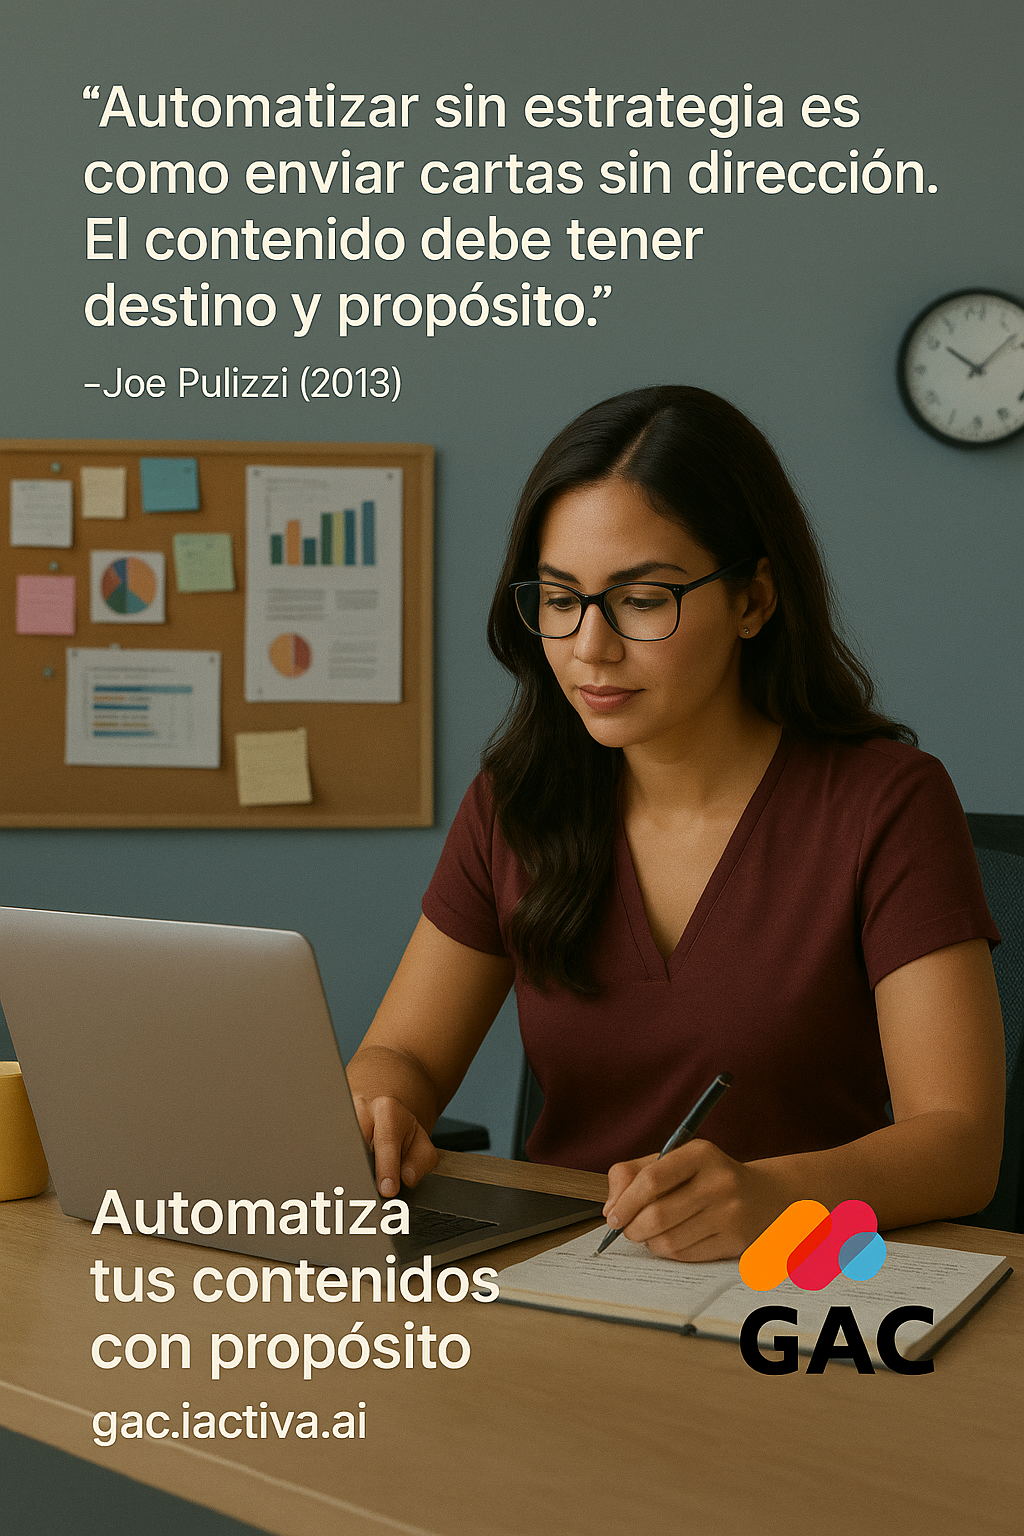 “Automatizar sin estrategia es
como enviar cartas sin dirección.
El contenido debe tener
destino y propósito.”
–Joe Pulizzi (2013)
Automatiza
tus contenidos
con propósito
gac.iactiva.ai
GAC